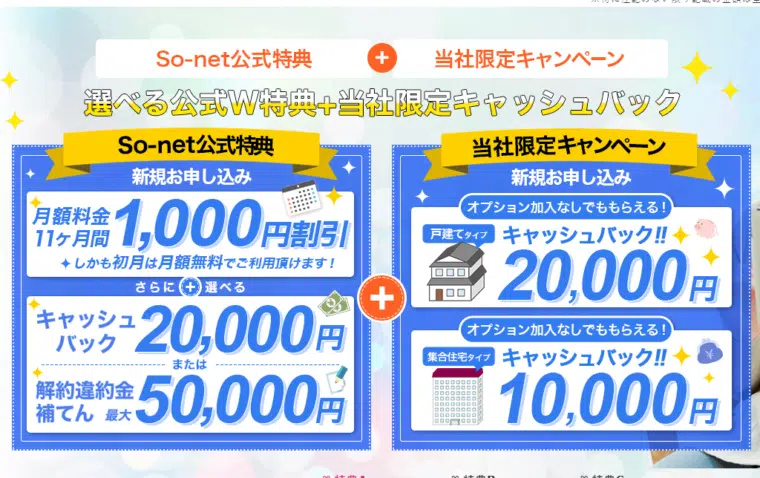 So-net公式特典 + 当社限定キャンペーン
選べる公式W特典+当社限定キャッシュバック
So-net公式特典
新規お申し込み
月額料金
11ヶ月間
1,000円割引
しかも初月は月額無料でご利用頂けます!
さらに+選べる
キャッシュ
バック
20,000円
または
解約違約金
補てん 最大
50,000円
+
当社限定キャンペーン
新規お申し込み
オプション加入なしでももらえる!
戸建てタイプ
キャッシュバック!!
20,000円
オプション加入なしでももらえる!
集合住宅タイプ
キャッシュバック!!
10,000円